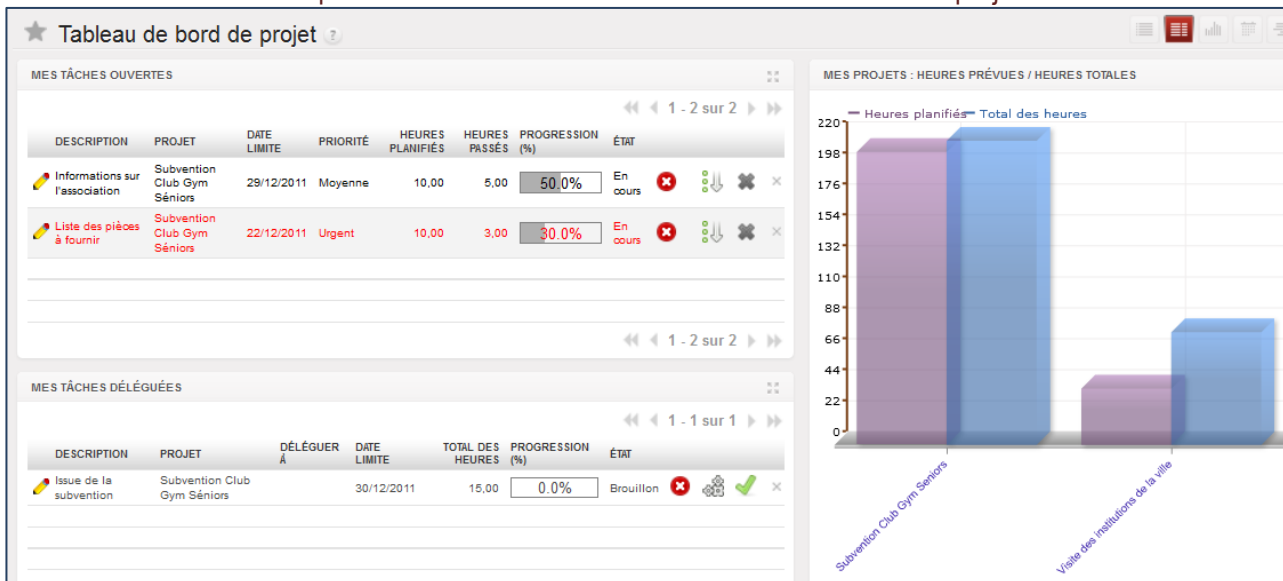 Tableau de bord de projet ?
MES TÂCHES OUVERTES
1 - 2 sur 2
DESCRIPTION PROJET DATE LIMITE PRIORITÉ HEURES PLANIFIÉS HEURES PASSÉS PROGRESSION (%) ÉTAT
Informations sur l'association Subvention Club Gym Séniors 29/12/2011 Moyenne 10,00 5,00 50.0% En cours
Liste des pièces à fournir Subvention Club Gym Séniors 22/12/2011 Urgent 10,00 3,00 30.0% En cours
1 - 2 sur 2
MES TÂCHES DÉLÉGUÉES
1 - 1 sur 1
DESCRIPTION PROJET DÉLÉGUER Á DATE LIMITE TOTAL DES HEURES PROGRESSION (%) ÉTAT
Issue de la subvention Subvention Club Gym Séniors 30/12/2011 15,00 0.0% Brouillon
MES PROJETS : HEURES PRÉVUES / HEURES TOTALES
Heures planifiés Total des heures
220
198
176
154
132
110
88
66
44
22
0
Subvention Club Gym Seniors
Visite des institutions de la ville